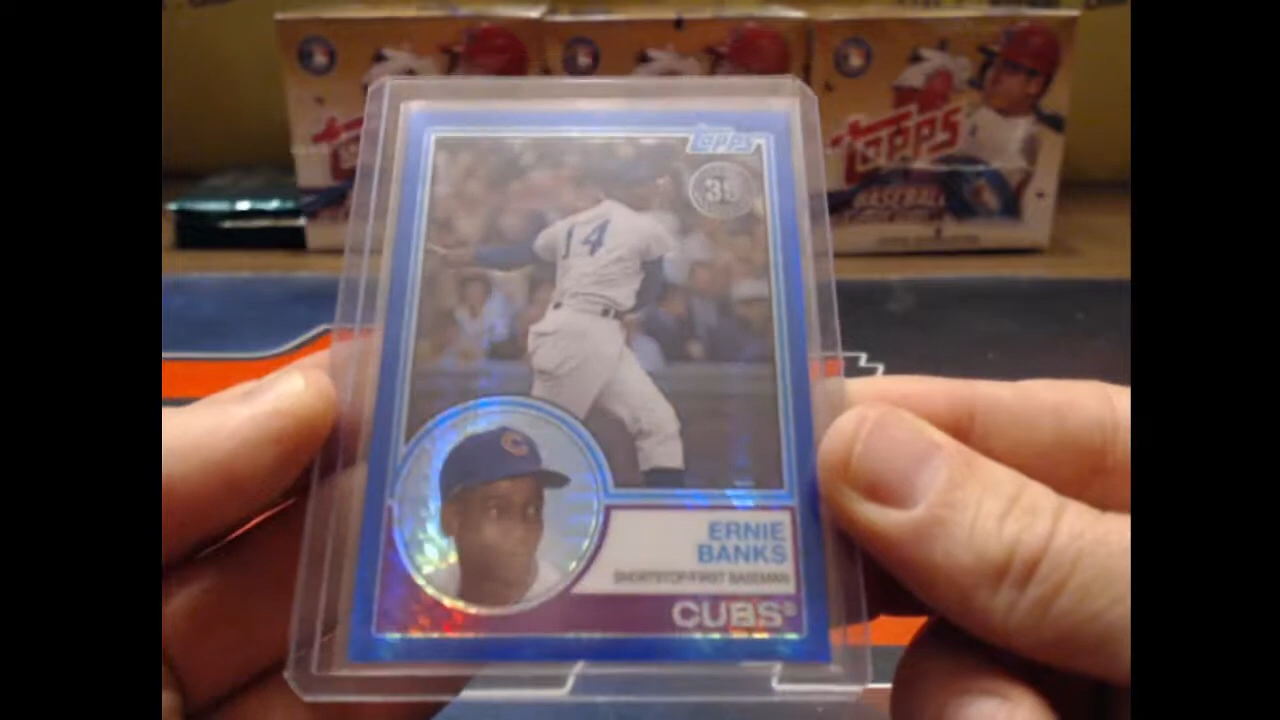 Topps
35
14
C
ERNIE
BANKS
SHORTSTOP-FIRST BASEMAN
CUBS®
Topps
BASEBALL